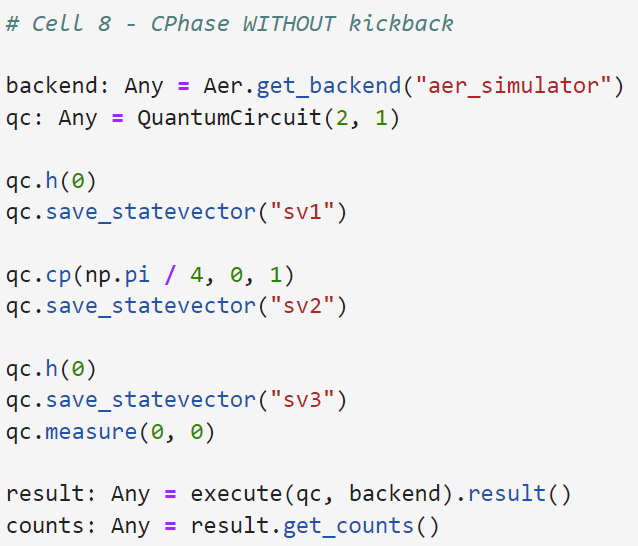 # Cell 8 - CPhase WITHOUT kickback
backend: Any = Aer.get_backend("aer_simulator")
qc: Any = QuantumCircuit(2, 1)
qc.h(0)
qc.save_statevector("sv1")
qc.cp(np.pi / 4, 0, 1)
qc.save_statevector("sv2")
qc.h(0)
qc.save_statevector("sv3")
qc.measure(0, 0)
result: Any = execute(qc, backend).result()
counts: Any = result.get_counts()